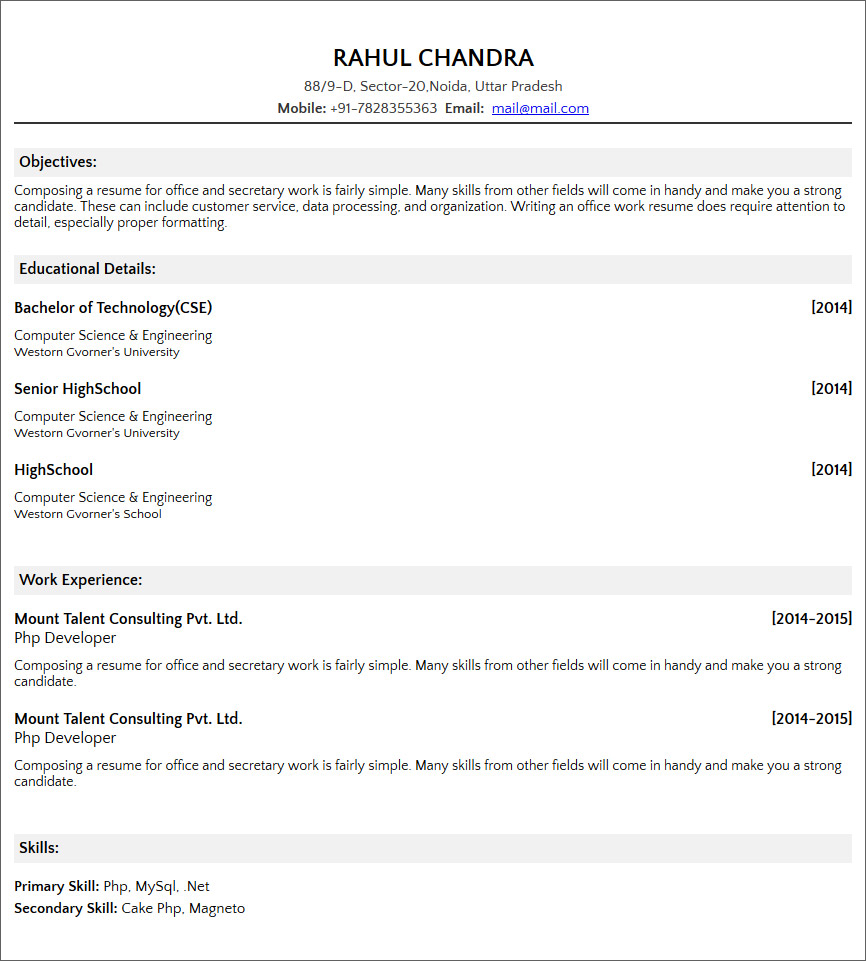 RAHUL CHANDRA
88/9-D, Sector-20,Noida, Uttar Pradesh
Mobile: +91-7828355363 Email: mail@mail.com
Objectives:
Composing a resume for office and secretary work is fairly simple. Many skills from other fields will come in handy and make you a strong
candidate. These can include customer service, data processing, and organization. Writing an office work resume does require attention to
detail, especially proper formatting.
Educational Details:
Bachelor of Technology(CSE) [2014]
Computer Science & Engineering
Westorn Gvorner's University
Senior HighSchool [2014]
Computer Science & Engineering
Westorn Gvorner's University
HighSchool [2014]
Computer Science & Engineering
Westorn Gvorner's School
Work Experience:
Mount Talent Consulting Pvt. Ltd. [2014-2015]
Php Developer
Composing a resume for office and secretary work is fairly simple. Many skills from other fields will come in handy and make you a strong
candidate.
Mount Talent Consulting Pvt. Ltd. [2014-2015]
Php Developer
Composing a resume for office and secretary work is fairly simple. Many skills from other fields will come in handy and make you a strong
candidate.
Skills:
Primary Skill: Php, MySql, .Net
Secondary Skill: Cake Php, Magneto